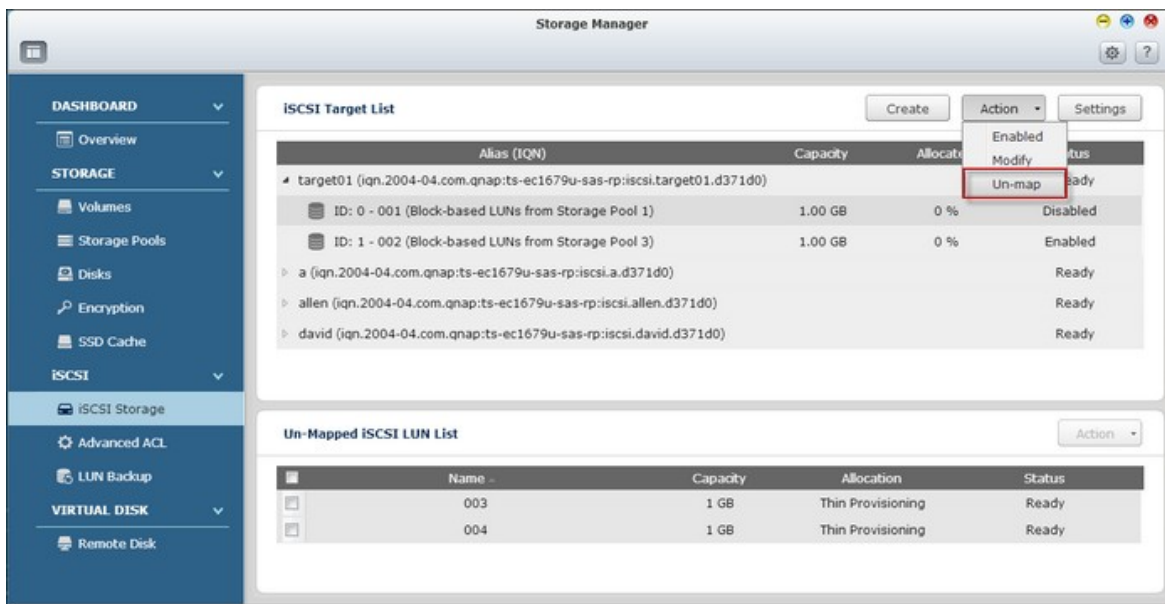 Storage Manager
?
DASHBOARD
Overview
STORAGE
Volumes
Storage Pools
Disks
Encryption
SSD Cache
iSCSI
iSCSI Storage
Advanced ACL
LUN Backup
VIRTUAL DISK
Remote Disk
iSCSI Target List Create Action Settings
Enabled
Modify
Un-map
Alias (IQN) Capacity Allocate tus
target01 (iqn.2004-04.com.qnap:ts-ec1679u-sas-rp:iscsi.target01.d371d0) eady
ID: 0 - 001 (Block-based LUNs from Storage Pool 1) 1.00 GB 0 % Disabled
ID: 1 - 002 (Block-based LUNs from Storage Pool 3) 1.00 GB 0 % Enabled
a (iqn.2004-04.com.qnap:ts-ec1679u-sas-rp:iscsi.a.d371d0) Ready
allen (iqn.2004-04.com.qnap:ts-ec1679u-sas-rp:iscsi.allen.d371d0) Ready
david (iqn.2004-04.com.qnap:ts-ec1679u-sas-rp:iscsi.david.d371d0) Ready
Un-Mapped iSCSI LUN List Action
Name Capacity Allocation Status
003 1 GB Thin Provisioning Ready
004 1 GB Thin Provisioning Ready